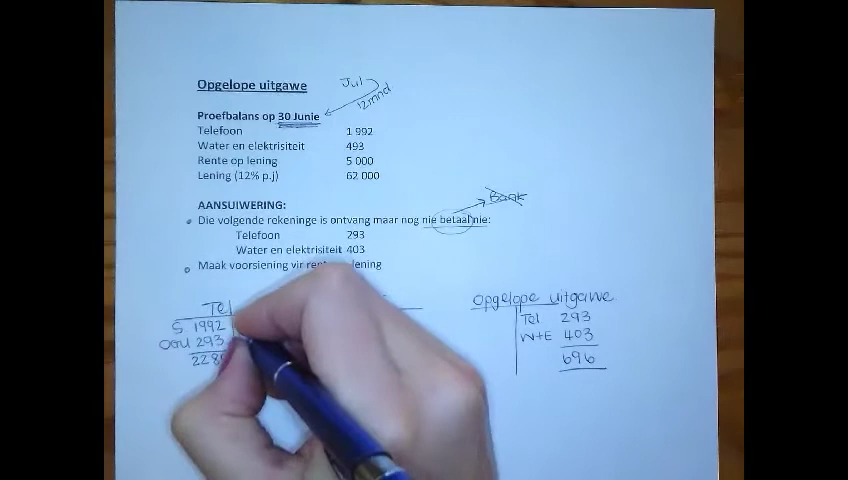 Opgelope uitgawe
Jul
12mnd
Proefbalans op 30 Junie
Telefoon 1 992
Water en elektrisiteit 493
Rente op lening 5 000
Lening (12% p.j) 62 000
AANSUIWERING:
Bank
Die volgende rekeninge is ontvang maar nog nie betaal nie:
Telefoon 293
Water en elektrisiteit 403
Maak voorsiening vir lening
Tel
S 1992
OGU 293
Opgelope uitgawe
Tel 293
W+E 403
696